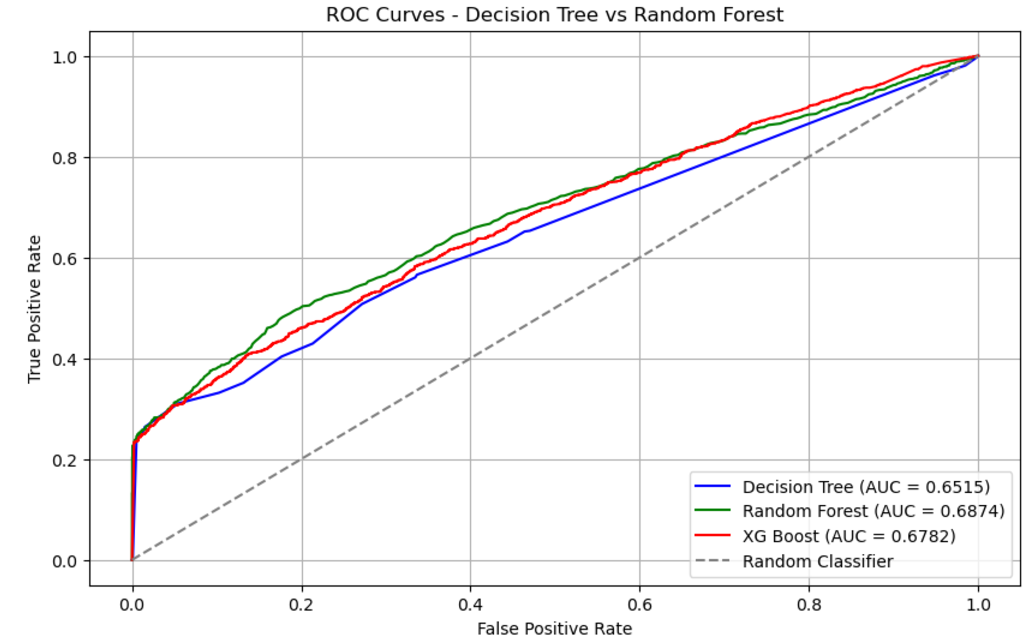 ROC Curves - Decision Tree vs Random Forest
True Positive Rate
1.0
0.8
0.6
0.4
0.2
0.0
Decision Tree (AUC = 0.6515)
Random Forest (AUC = 0.6874)
XG Boost (AUC = 0.6782)
Random Classifier
0.0 0.2 0.4 0.6 0.8 1.0
False Positive Rate